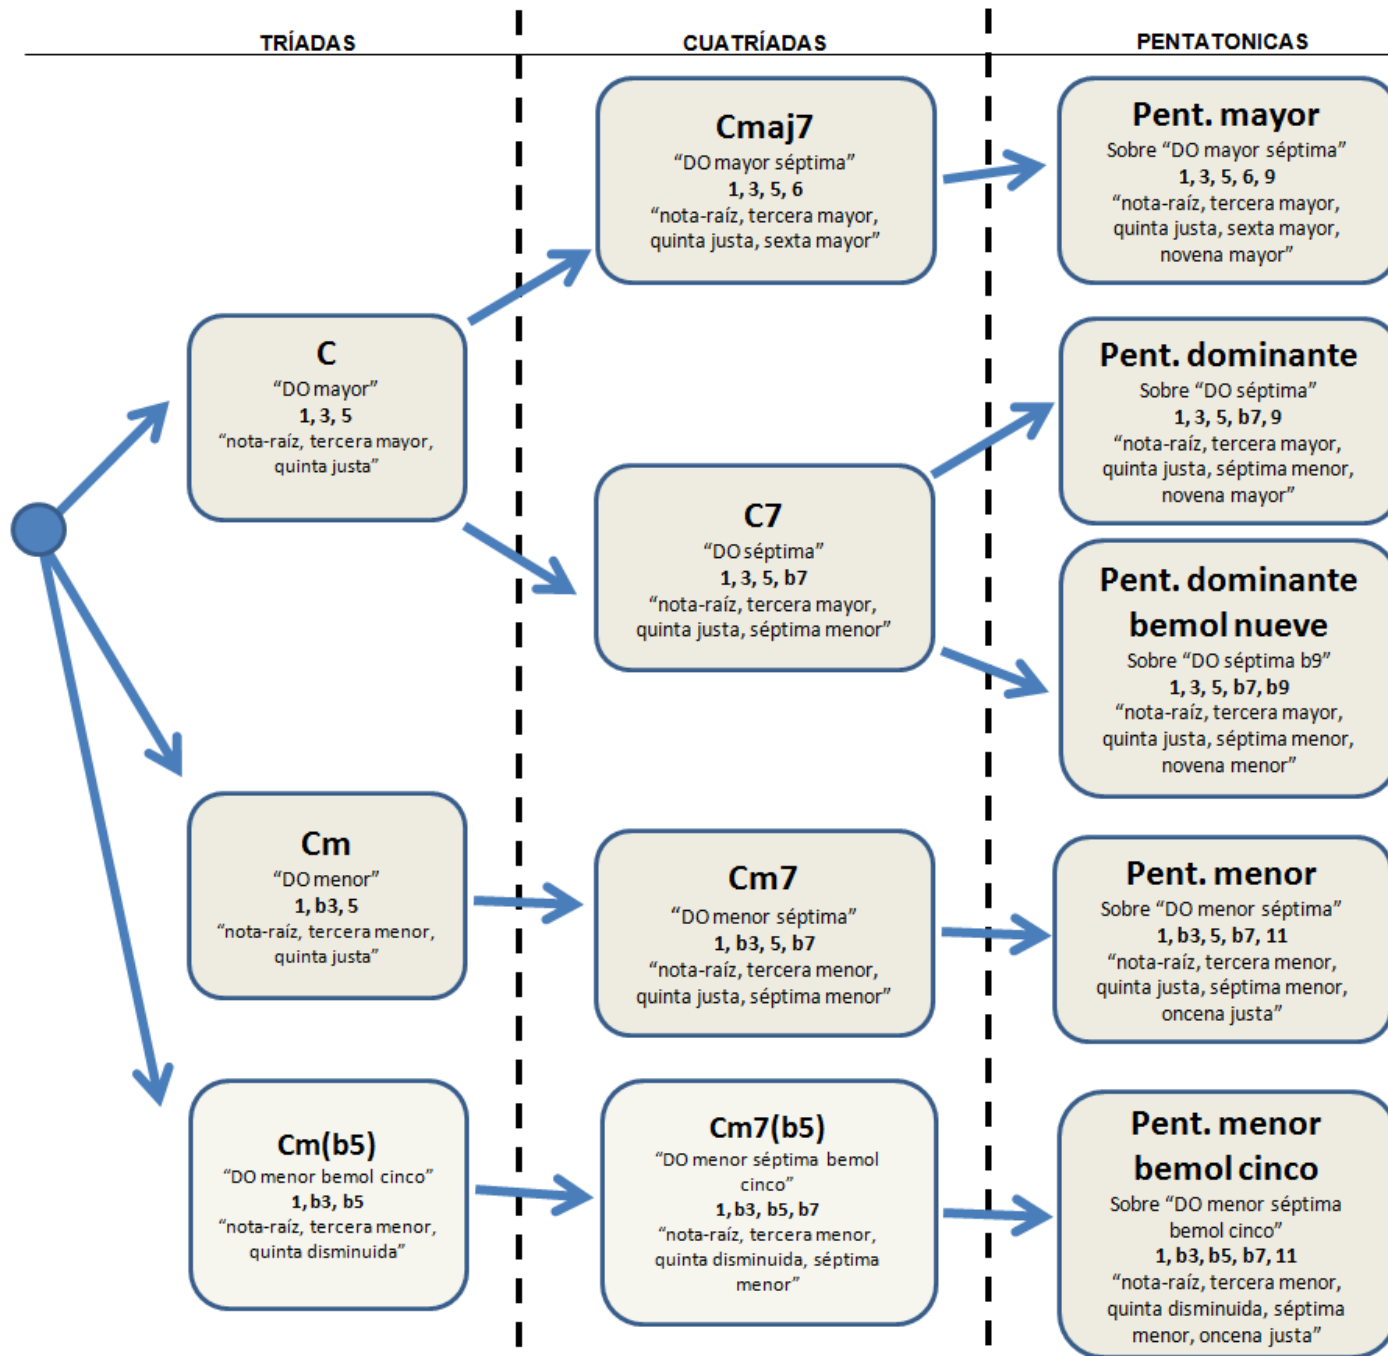 TRÍADAS
CUATRÍADAS
PENTATONICAS
C
“DO mayor”
1, 3, 5
“nota-raíz, tercera mayor,
quinta justa”
Cm
“DO menor”
1, b3, 5
“nota-raíz, tercera menor,
quinta justa”
Cm(b5)
“DO menor bemol cinco”
1, b3, b5
“nota-raíz, tercera menor,
quinta disminuida”
Cmaj7
“DO mayor séptima”
1, 3, 5, 6
“nota-raíz, tercera mayor,
quinta justa, sexta mayor”
C7
“DO séptima”
1, 3, 5, b7
“nota-raíz, tercera mayor,
quinta justa, séptima menor”
Cm7
“DO menor séptima”
1, b3, 5, b7
“nota-raíz, tercera menor,
quinta justa, séptima menor”
Cm7(b5)
“DO menor séptima bemol
cinco”
1, b3, b5, b7
“nota-raíz, tercera menor,
quinta disminuida, séptima
menor”
Pent. mayor
Sobre “DO mayor séptima”
1, 3, 5, 6, 9
“nota-raíz, tercera mayor,
quinta justa, sexta mayor,
novena mayor”
Pent. dominante
Sobre “DO séptima”
1, 3, 5, b7, 9
“nota-raíz, tercera mayor,
quinta justa, séptima menor,
novena mayor”
Pent. dominante
bemol nueve
Sobre “DO séptima b9”
1, 3, 5, b7, b9
“nota-raíz, tercera mayor,
quinta justa, séptima menor,
novena menor”
Pent. menor
Sobre “DO menor séptima”
1, b3, 5, b7, 11
“nota-raíz, tercera menor,
quinta justa, séptima menor,
oncena justa”
Pent. menor
bemol cinco
Sobre “DO menor séptima
bemol cinco”
1, b3, b5, b7, 11
“nota-raíz, tercera menor,
quinta disminuida, séptima
menor, oncena justa”